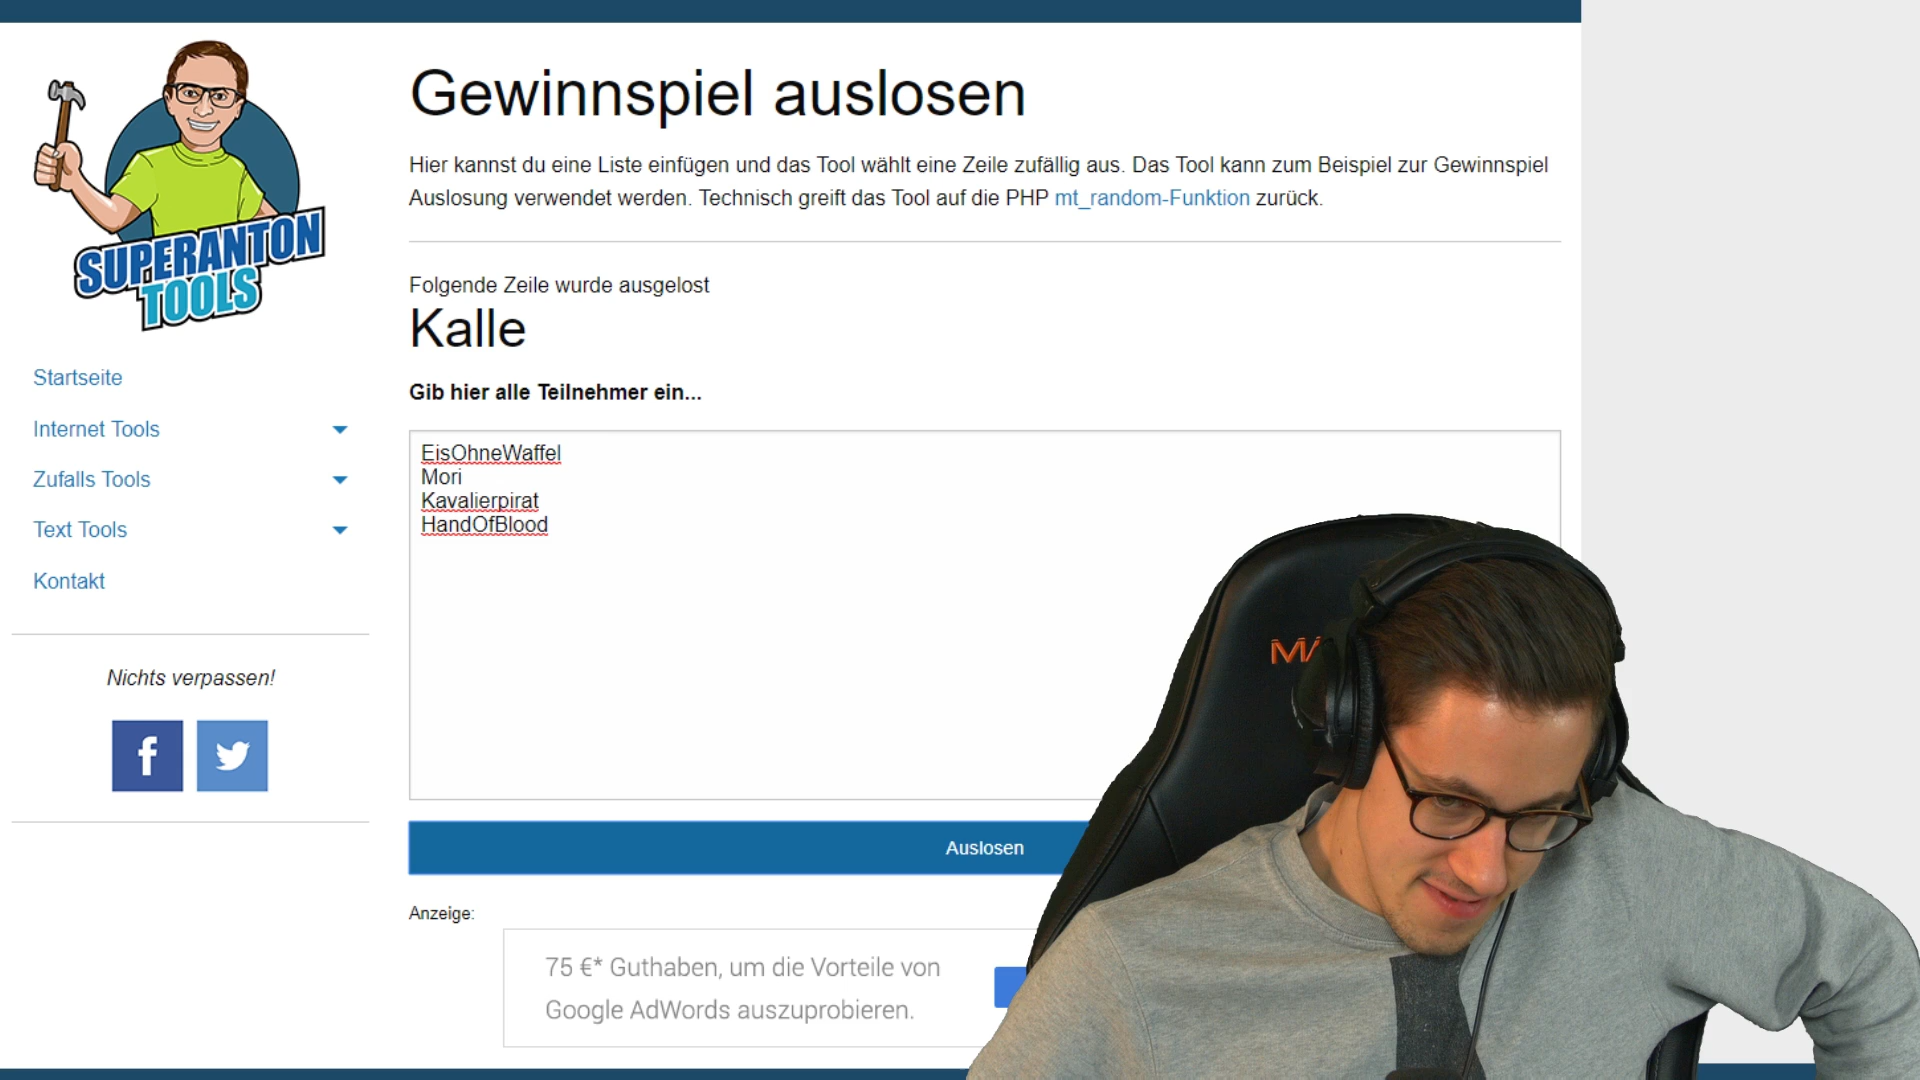 Gewinnspiel auslosen
Hier kannst du eine Liste einfügen und das Tool wählt eine Zeile zufällig aus. Das Tool kann zum Beispiel zur Gewinnspiel
Auslosung verwendet werden. Technisch greift das Tool auf die PHP mt_random-Funktion zurück.
SUPERANTON
TOOLS
Folgende Zeile wurde ausgelost
Kalle
Startseite
Internet Tools
Zufalls Tools
Text Tools
Kontakt
Nichts verpassen!
Gib hier alle Teilnehmer ein...
EisOhneWaffel
Mori
Kavalierpirat
HandOfBlood
Auslosen
Anzeige:
75 €* Guthaben, um die Vorteile von
Google AdWords auszuprobieren.